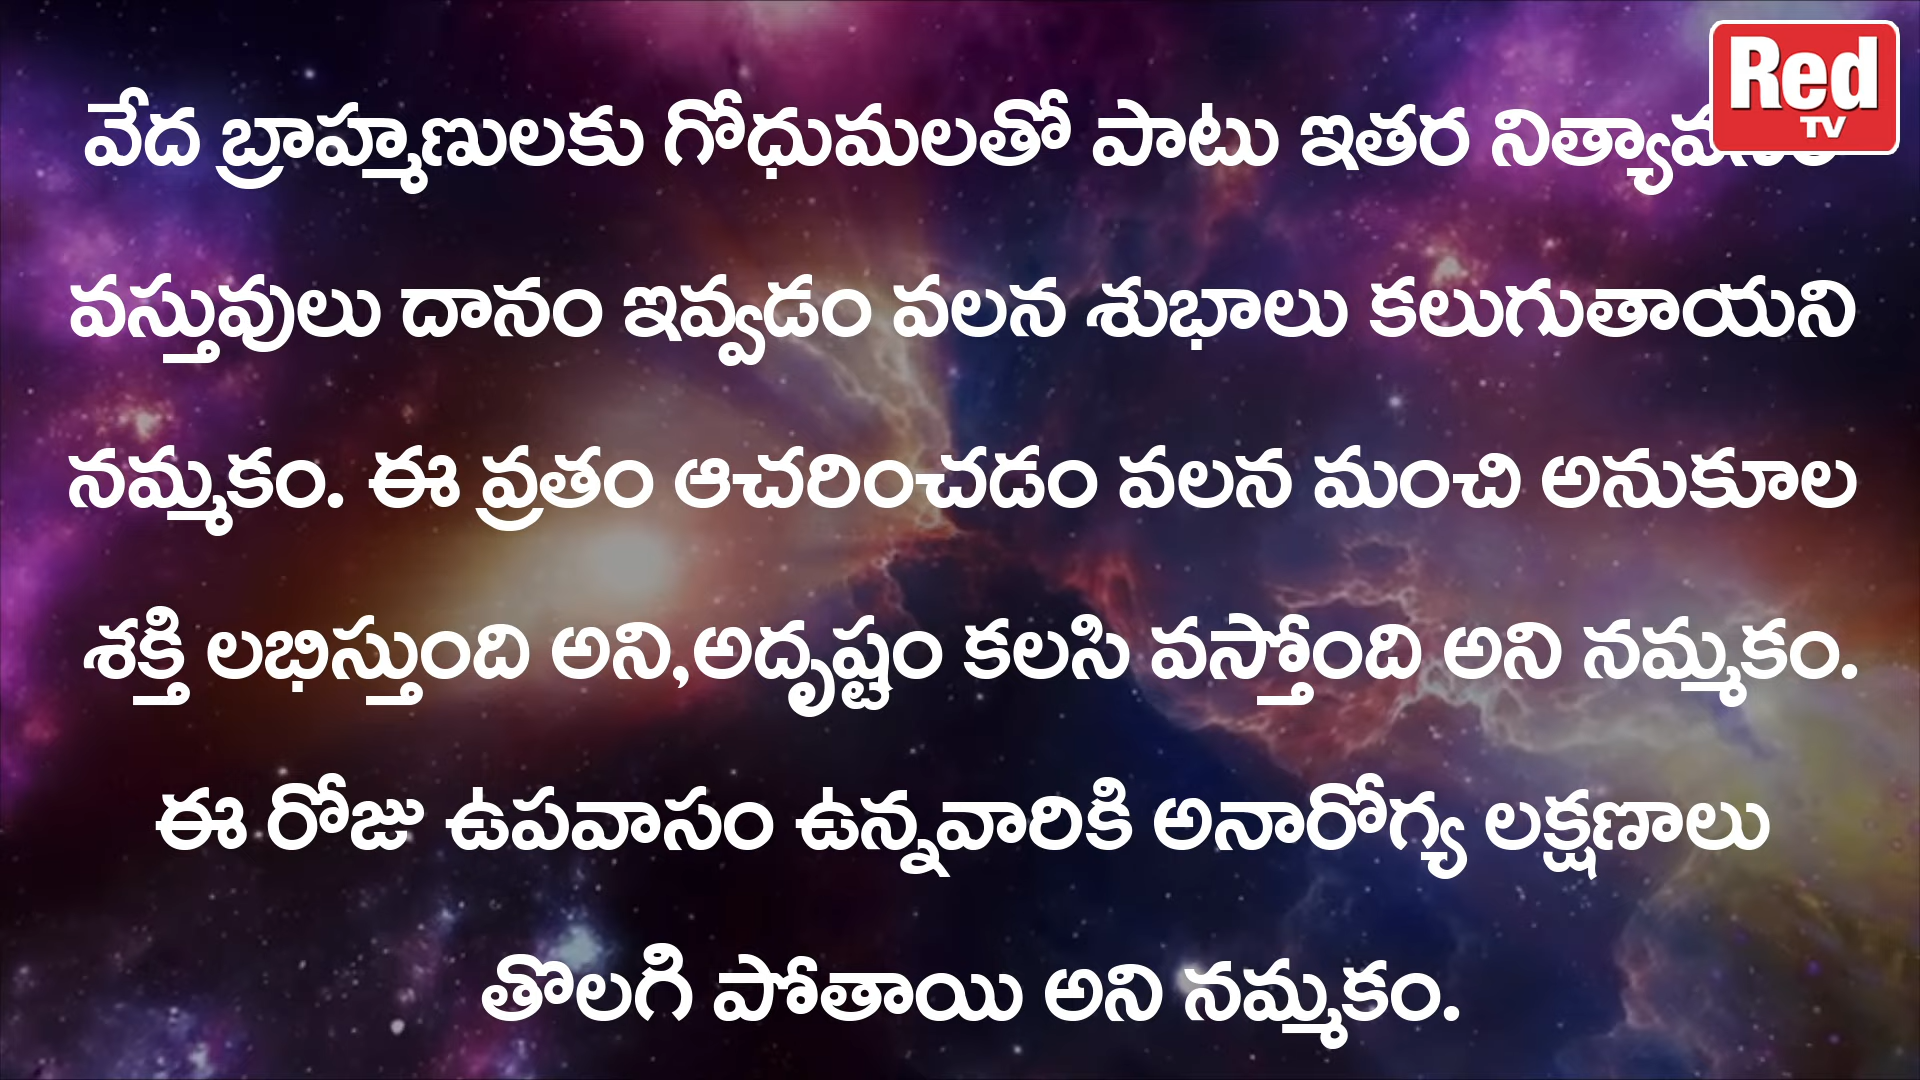 Red
TV
వేద బ్రాహ్మణులకు గోధుమలతో పాటు ఇతర
వస్తువులు దానం ఇవ్వడం వలన శుభాలు కలుగుతాయని
నమ్మకం. ఈ వ్రతం ఆచరించడం వలన మంచి అనుకూల
శక్తి లభిస్తుంది అని,అదృష్టం కలసి వస్తోంది అని నమ్మకం.
ఈ రోజు ఉపవాసం ఉన్నవారికి అనారోగ్య లక్షణాలు
తొలగి పోతాయి అని నమ్మకం.